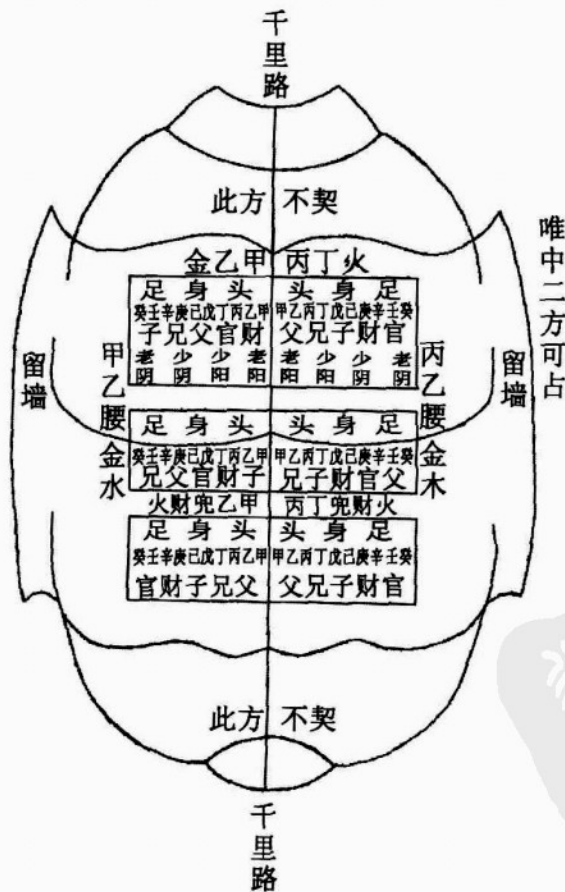 千里路
此方不契
唯中二方可占
金乙甲丙丁火
足身头头身足
癸壬辛庚己戊丁丙乙甲甲乙丙丁戊己庚辛壬癸
子兄父官财父兄子财官
老阴少阴少阳老阳老阳少阳少阴老阴
留墙
甲乙腰金水
丙乙腰金木
留墙
足身头头身足
癸壬辛庚己戊丁丙乙甲甲乙丙丁戊己庚辛壬癸
兄父官财子兄子财官父
火财兜乙甲丙丁兜财火
足身头头身足
癸壬辛庚己戊丁丙乙甲甲乙丙丁戊己庚辛壬癸
官财子兄父父兄子财官
此方不契
千里路